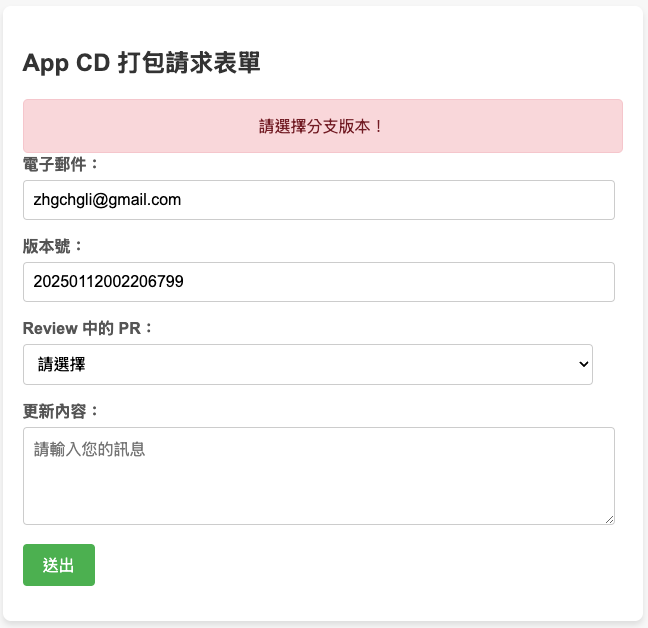 App CD 打包請求表單
請選擇分支版本！
電子郵件：
zhgchgli@gmail.com
版本號：
20250112002206799
Review 中的 PR：
請選擇
更新內容：
請輸入您的訊息
送出